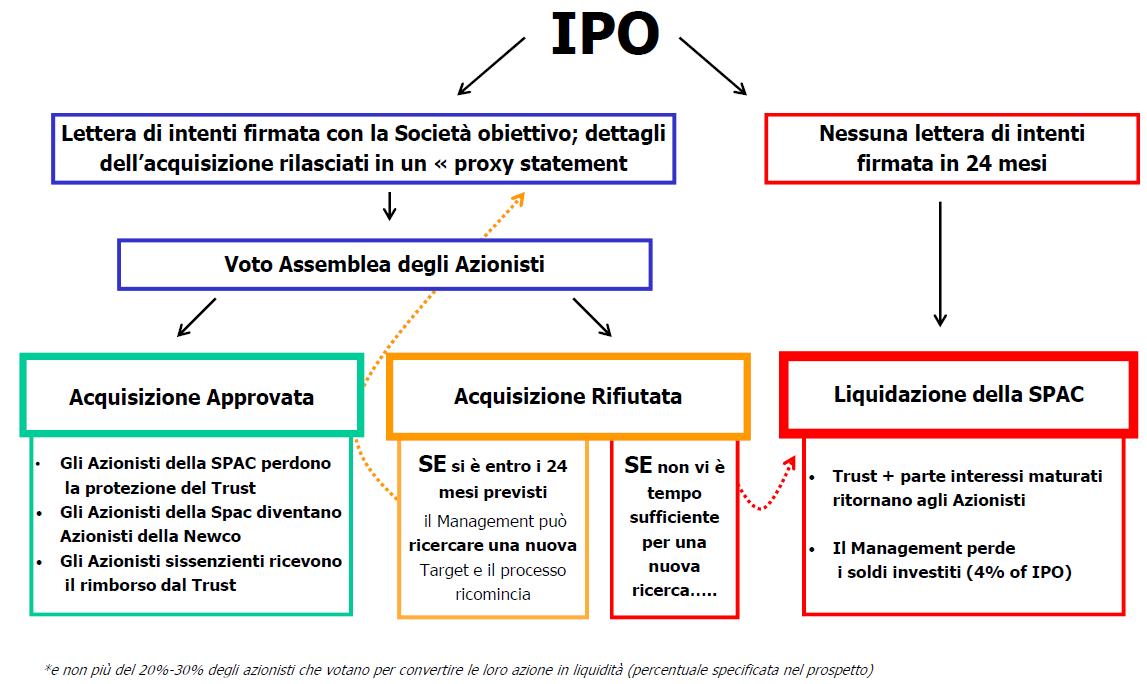 IPO
Lettera di intenti firmata con la Società obiettivo; dettagli
dell’acquisizione rilasciati in un « proxy statement
Nessuna lettera di intenti
firmata in 24 mesi
Voto Assemblea degli Azionisti
Acquisizione Approvata
• Gli Azionisti della SPAC perdono
la protezione del Trust
• Gli Azionisti della Spac diventano
Azionisti della Newco
• Gli Azionisti sissenzienti ricevono
il rimborso dal Trust
Acquisizione Rifiutata
SE si è entro i 24
mesi previsti
il Management può
ricercare una nuova
Target e il processo
ricomincia
SE non vi è
tempo
sufficiente
per una
nuova
ricerca…..
Liquidazione della SPAC
• Trust + parte interessi maturati
ritornano agli Azionisti
• Il Management perde
i soldi investiti (4% of IPO)
*e non più del 20%-30% degli azionisti che votano per convertire le loro azione in liquidità (percentuale specificata nel prospetto)